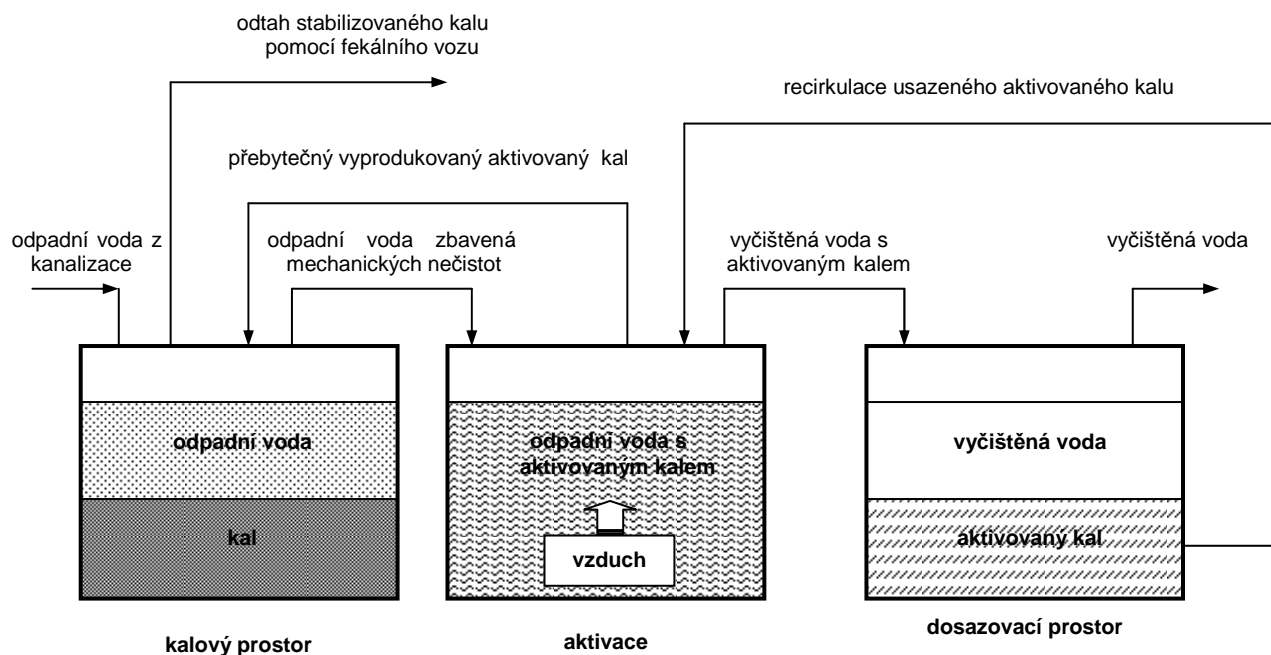 odtah stabilizovaného kalu
pomocí fekálního vozu
recirkulace usazeného aktivovaného kalu
přebytečný vyprodukovaný aktivovaný kal
odpadní voda z
kanalizace
odpadní voda zbavená
mechanických nečistot
vyčištěná voda s
aktivovaným kalem
vyčištěná voda
odpadní voda
kal
odpadní voda s
aktivovaným kalem
vzduch
vyčištěná voda
aktivovaný kal
kalový prostor
aktivace
dosazovací prostor